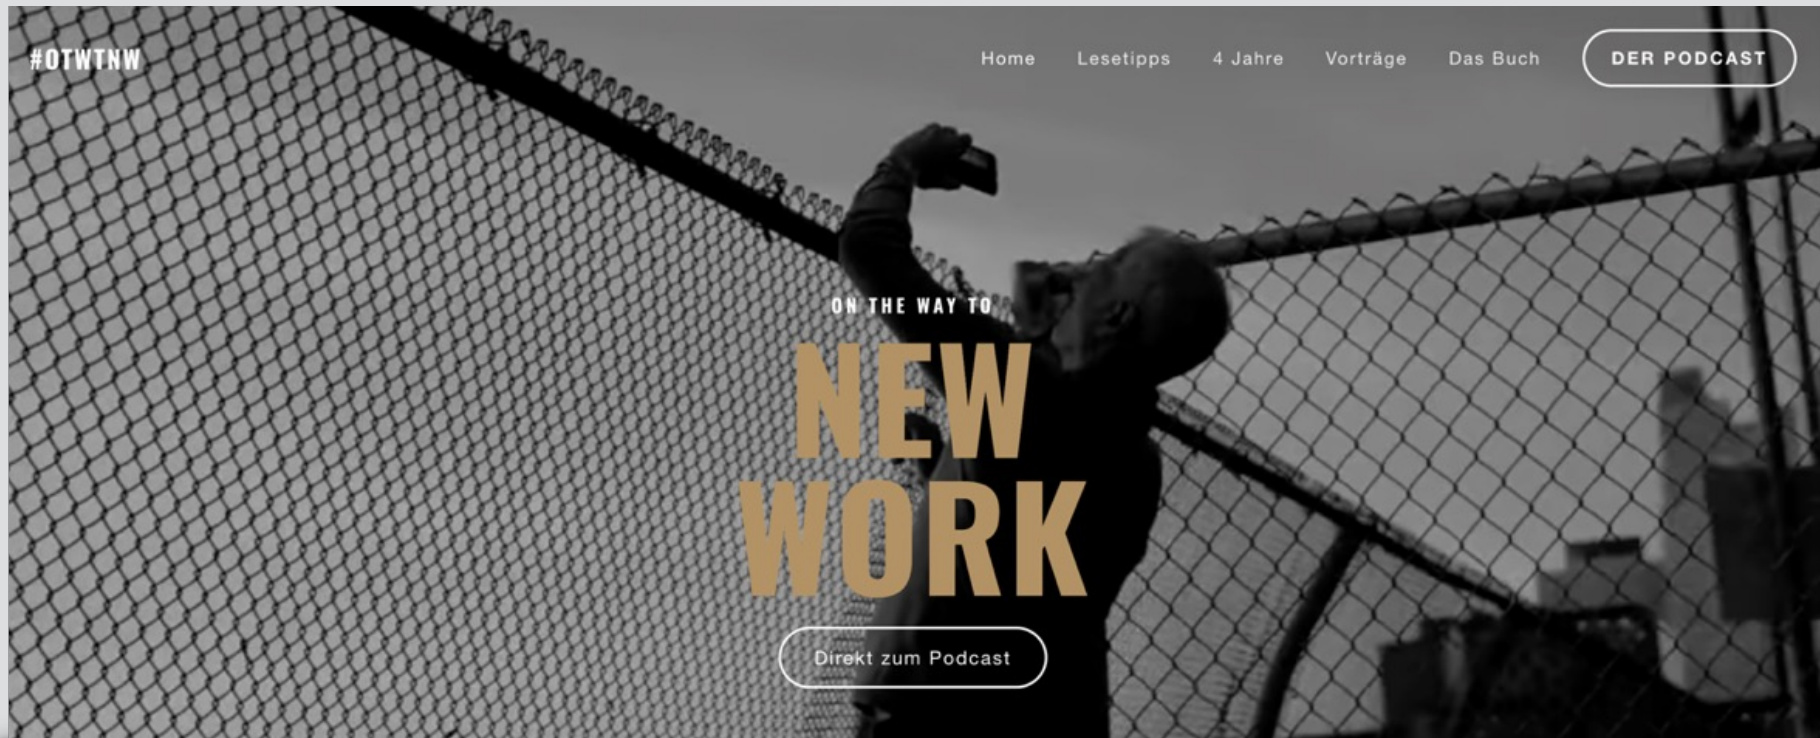 #OTWTNW
Home
Lesetipps
4 Jahre
Vorträge
Das Buch
DER PODCAST
ON THE WAY TO
NEW
WORK
Direkt zum Podcast